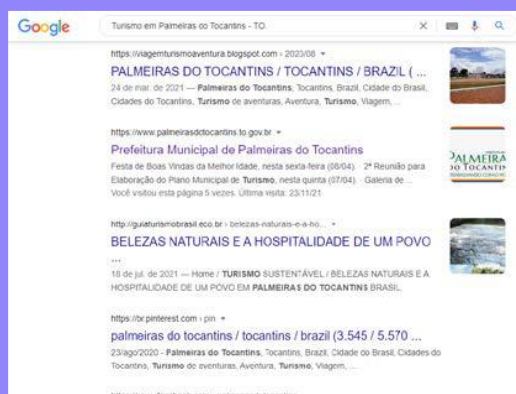 Google
Turismo em Palmeiras do Tocantins - TO.
https://viagemturismoaventura.blogspot.com › 2023/08
PALMEIRAS DO TOCANTINS / TOCANTINS / BRAZIL ( ...
24 de mar. de 2021 — Palmeiras do Tocantins, Tocantins, Brazil, Cidade do Brasil,
Cidades do Tocantins, Turismo de aventuras, Aventura, Turismo, Viagem, ...
https://www.palmeirasdotocantins.to.gov.br
Prefeitura Municipal de Palmeiras do Tocantins
Festa de Boas Vindas da Melhor Idade, nesta sexta-feira (08/04). · 2ª Reunião para
Elaboração do Plano Municipal de Turismo, nesta quinta (07/04) · Galeria de ...
Você visitou esta página 5 vezes. Última visita: 23/11/21
PALMEIRA
DO TOCANTIN
http://guiaturismobrasil.eco.br › belezas-naturais-e-a-ho...
BELEZAS NATURAIS E A HOSPITALIDADE DE UM POVO
...
18 de jul. de 2021 — Home / TURISMO SUSTENTÁVEL / BELEZAS NATURAIS E A
HOSPITALIDADE DE UM POVO EM PALMEIRAS DO TOCANTINS BRASIL.
https://br.pinterest.com › pin
palmeiras do tocantins / tocantins / brazil (3.545 / 5.570 ...
23/ago/2020 - Palmeiras do Tocantins, Tocantins, Brazil, Cidade do Brasil, Cidades do
Tocantins, Turismo de aventuras, Aventura, Turismo, Viagem, ...